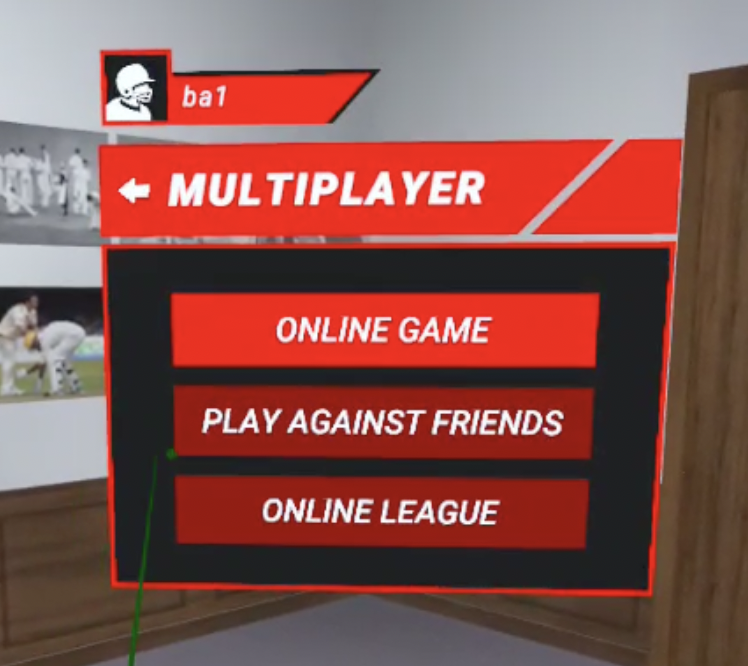 ba1
MULTIPLAYER
ONLINE GAME
PLAY AGAINST FRIENDS
ONLINE LEAGUE